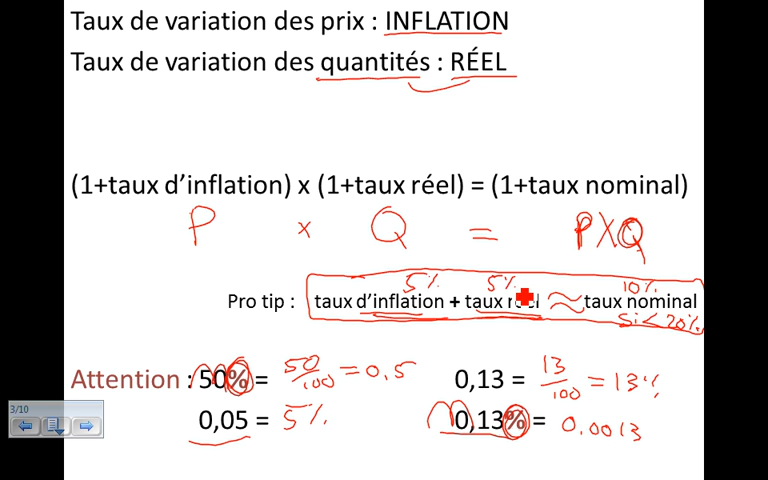 Taux de variation des prix : INFLATION
Taux de variation des quantités : RÉEL
(1+taux d'inflation) x (1+taux réel) = (1+taux nominal)
P x Q = P X Q
5% 5% 10%
Pro tip : taux d'inflation + taux réel ≈ taux nominal
Si < 20%
Attention : 50% = 50/100 = 0,5 0,13 = 13/100 = 13%
3/10
0,05 = 5% 0,13% = 0.0013